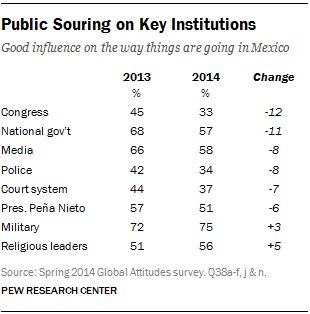 Public Souring on Key Institutions
Good influence on the way things are going in Mexico
2013 2014 Change
% %
Congress 45 33 -12
National gov't 68 57 -11
Media 66 58 -8
Police 42 34 -8
Court system 44 37 -7
Pres. Peña Nieto 57 51 -6
Military 72 75 +3
Religious leaders 51 56 +5
Source: Spring 2014 Global Attitudes survey. Q38a-f, j & n.
PEW RESEARCH CENTER